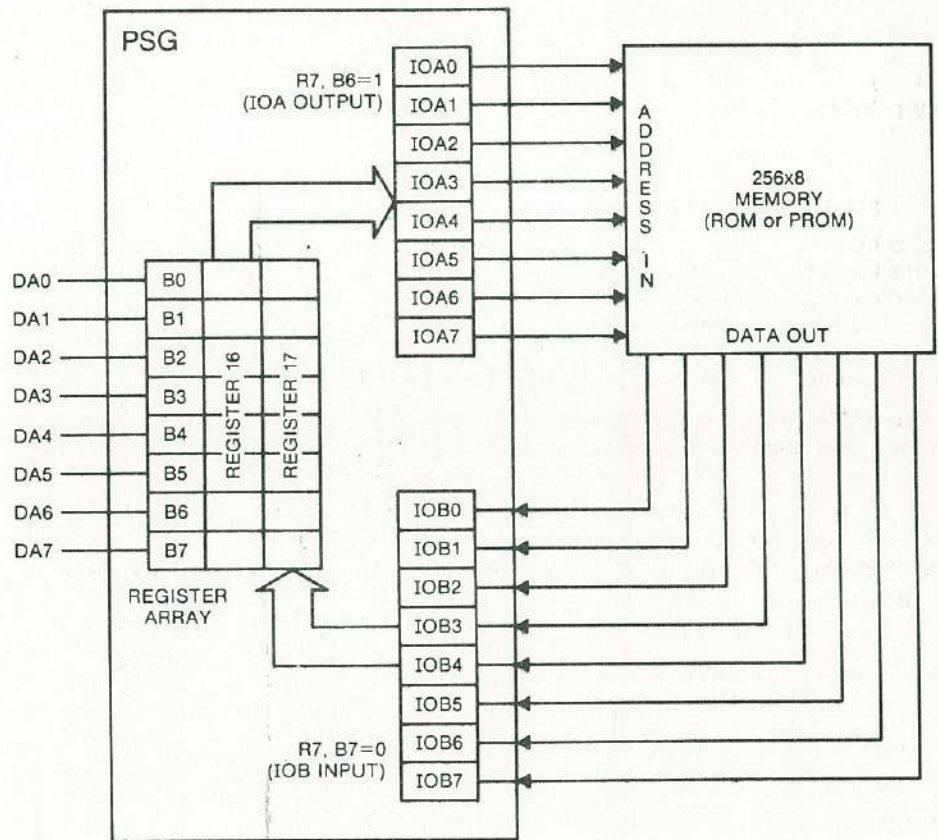 PSG
R7, B6=1
(IOA OUTPUT)
IOA0
IOA1
IOA2
IOA3
IOA4
IOA5
IOA6
IOA7
ADDRESS IN
256x8
MEMORY
(ROM or PROM)
DATA OUT
DA0
DA1
DA2
DA3
DA4
DA5
DA6
DA7
B0
B1
B2
B3
B4
B5
B6
B7
REGISTER 16
REGISTER 17
REGISTER
ARRAY
IOB0
IOB1
IOB2
IOB3
IOB4
IOB5
IOB6
IOB7
R7, B7=0
(IOB INPUT)